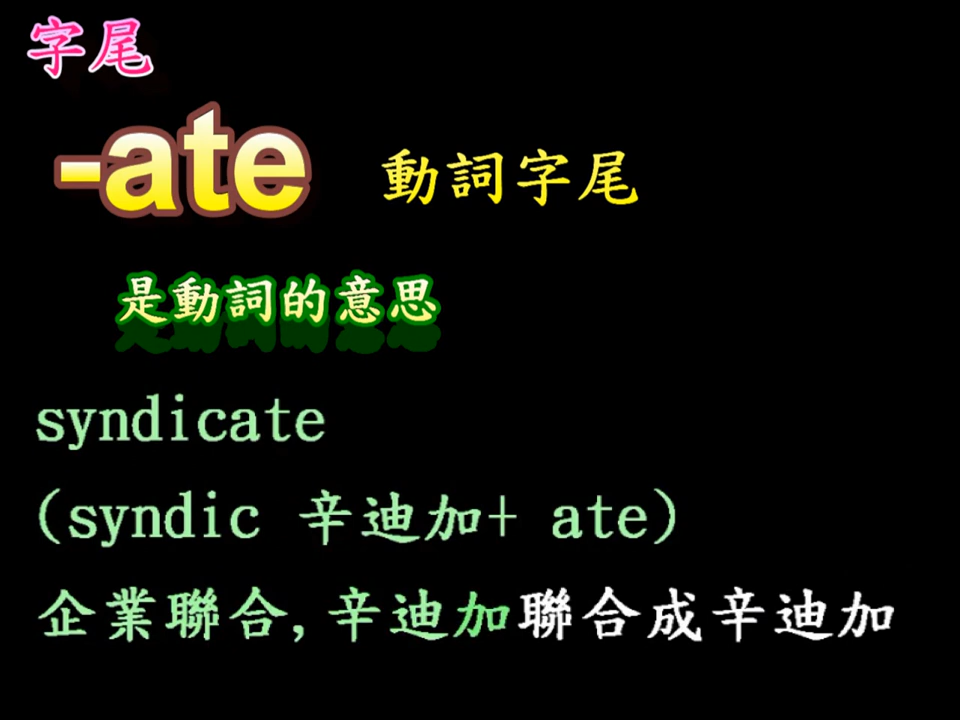 字尾
-ate 動詞字尾
是動詞的意思
syndicate
(syndic 辛迪加+ ate)
企業聯合,辛迪加聯合成辛迪加